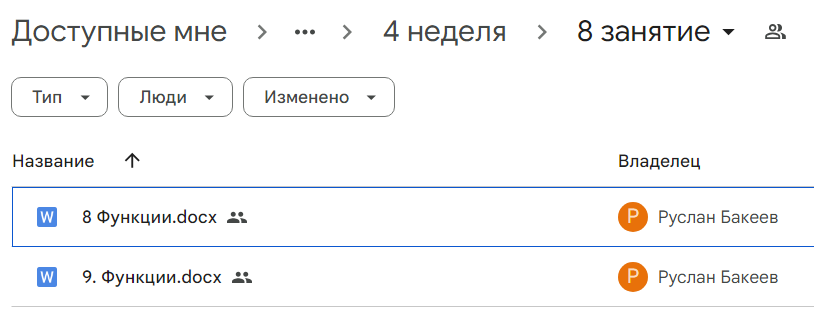 Доступные мне > ••• > 4 неделя > 8 занятие
Тип Люди Изменено
Название ↑ Владелец
W 8 Функции.docx Р Руслан Бакеев
W 9. Функции.docx Р Руслан Бакеев